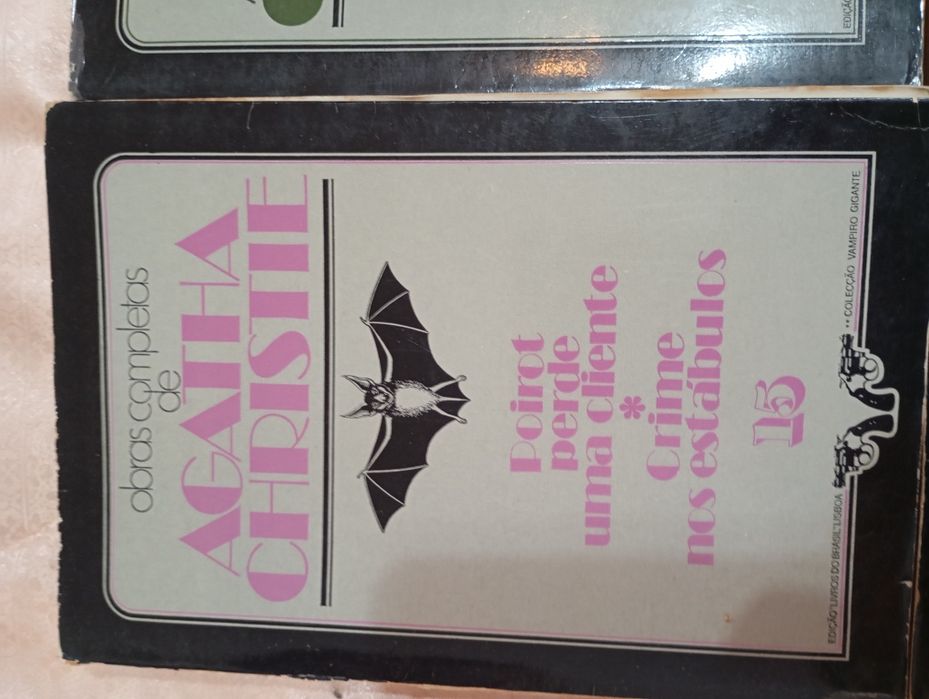 obras completas
de
AGATHA
CHRISTIE
Poirot
perde
uma cliente
*
Crime
nos estábulos
15
EDIÇÃO "LIVROS DO BRASIL" LISBOA
** COLECÇÃO VAMPIRO GIGANTE
EDIÇÃO